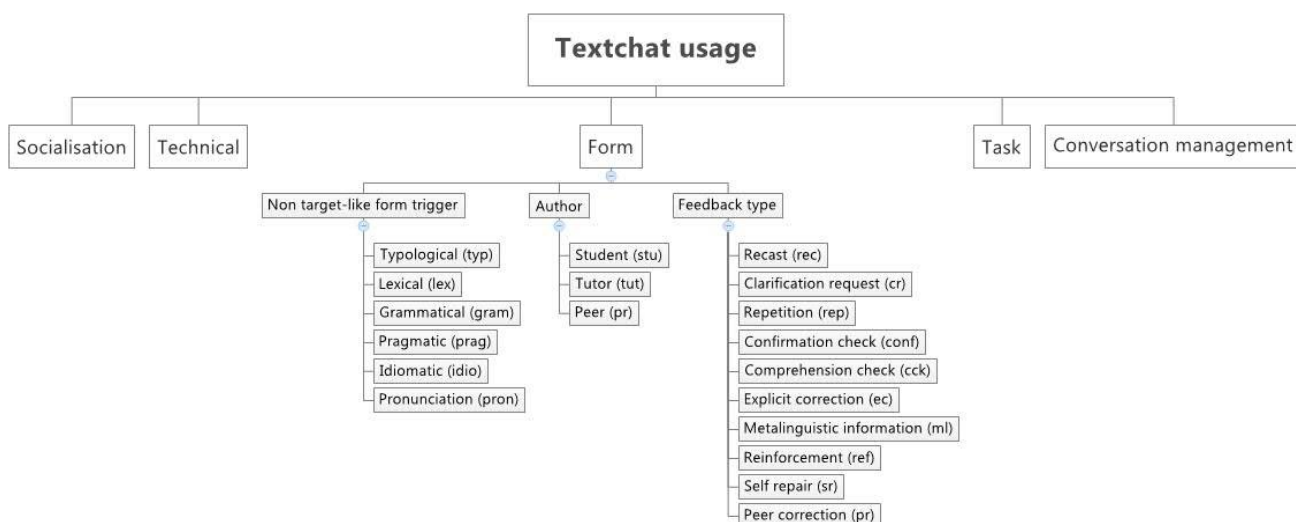 Textchat usage
Socialisation
Technical
Form
Task
Conversation management
Non target-like form trigger
Author
Feedback type
Typological (typ)
Lexical (lex)
Grammatical (gram)
Pragmatic (prag)
Idiomatic (idio)
Pronunciation (pron)
Student (stu)
Tutor (tut)
Peer (pr)
Recast (rec)
Clarification request (cr)
Repetition (rep)
Confirmation check (conf)
Comprehension check (cck)
Explicit correction (ec)
Metalinguistic information (ml)
Reinforcement (ref)
Self repair (sr)
Peer correction (pr)